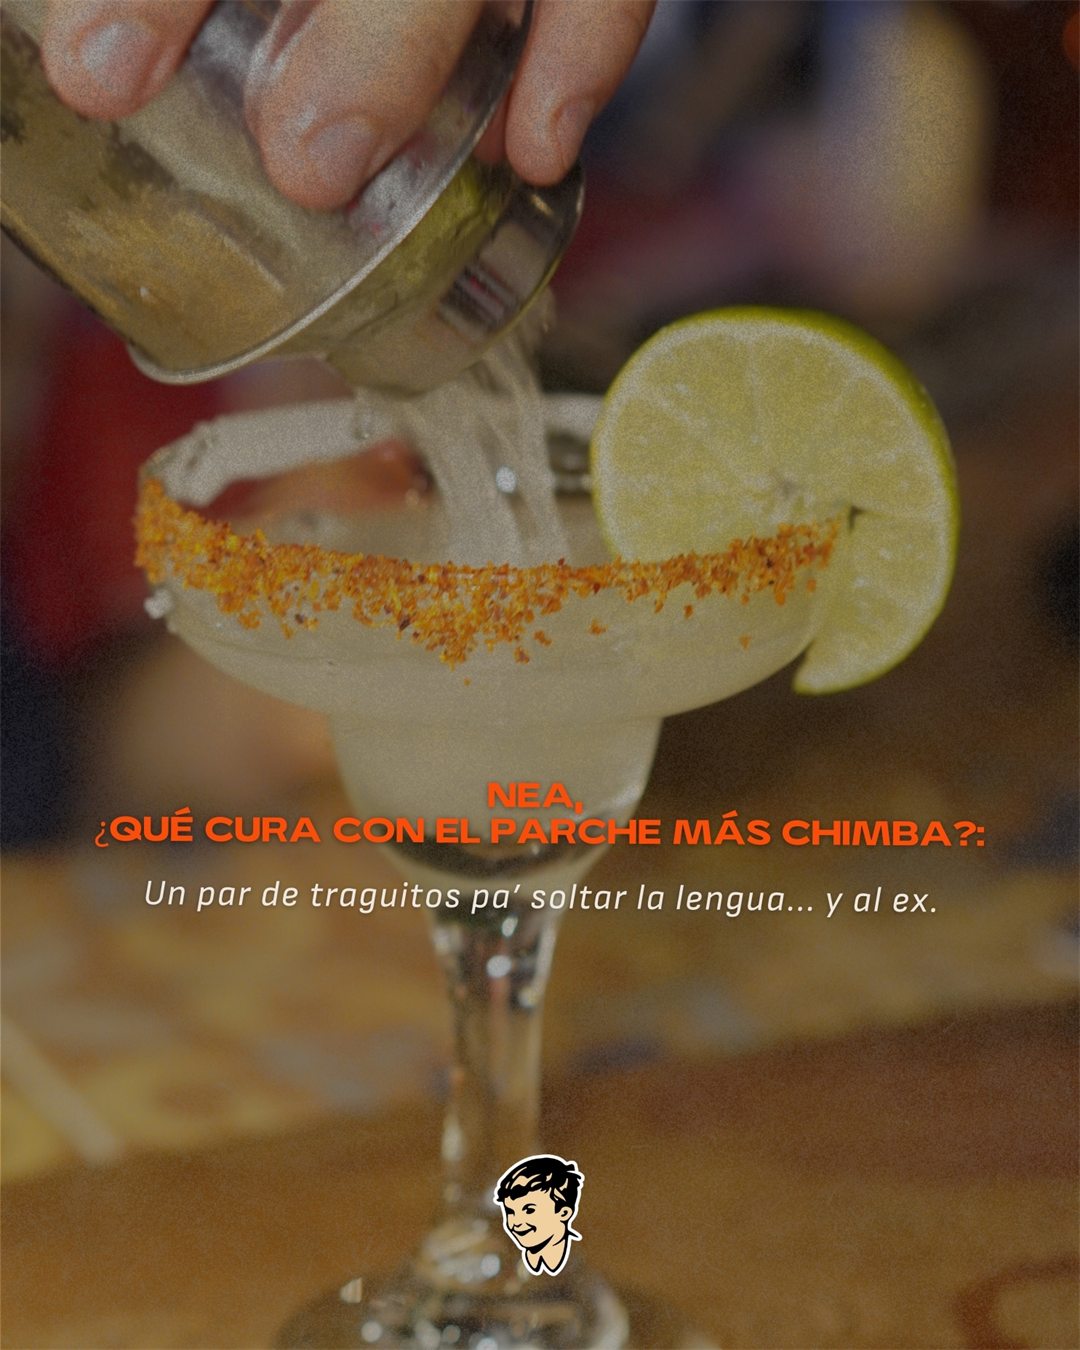 NEA,
¿QUÉ CURA CON EL PARCHE MÁS CHIMBA?:
Un par de traguitos pa’ soltar la lengua... y al ex.